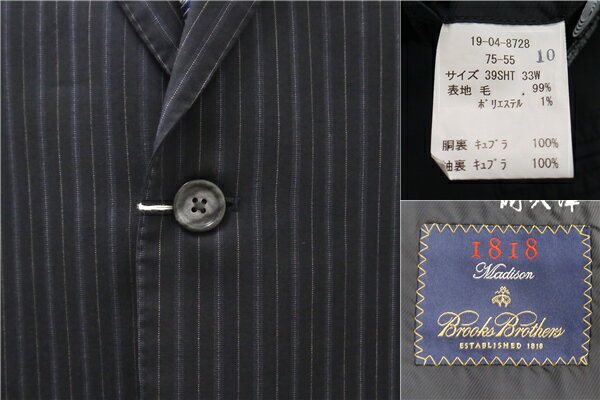 19-04-8728
75-55 10
サイズ 39SHT 33W
表地 毛 99%
ポリエステル 1%
胴裏 キュプラ 100%
袖裏 キュプラ 100%
1818
Madison
Brooks Brothers
ESTABLISHED 1818